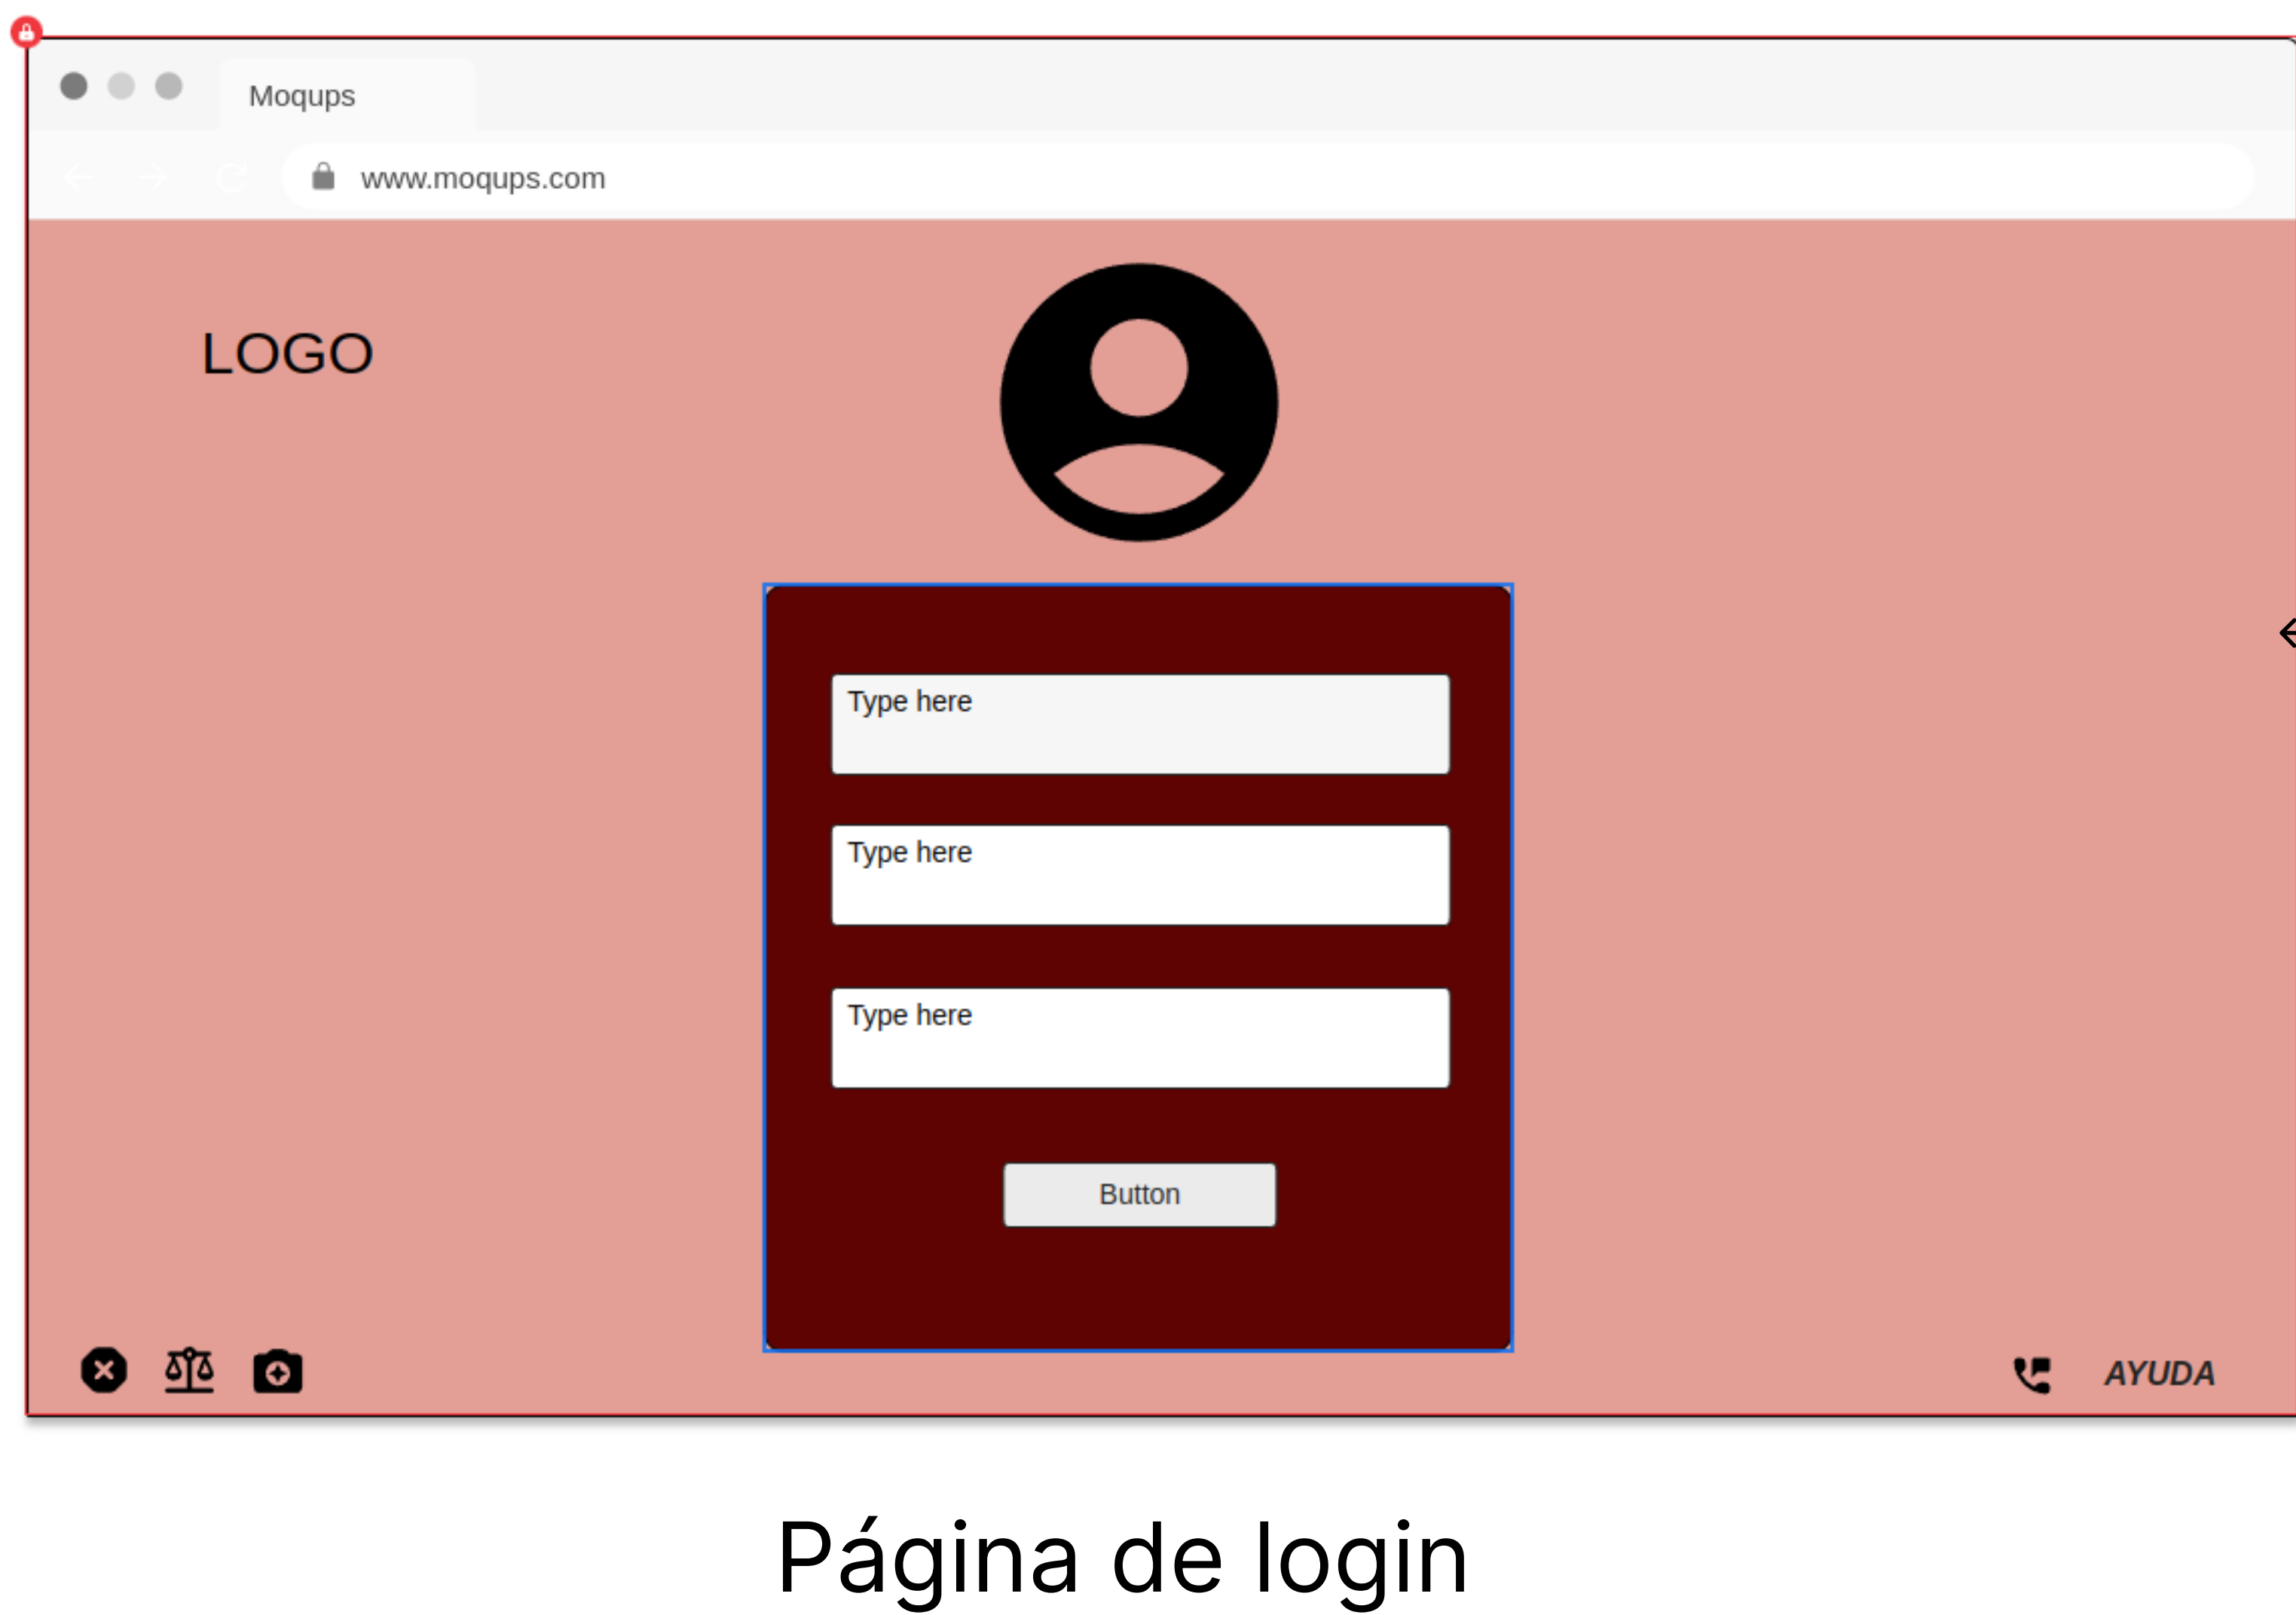 Moqups
www.moqups.com
LOGO
Type here
Type here
Type here
Button
AYUDA
Página de login